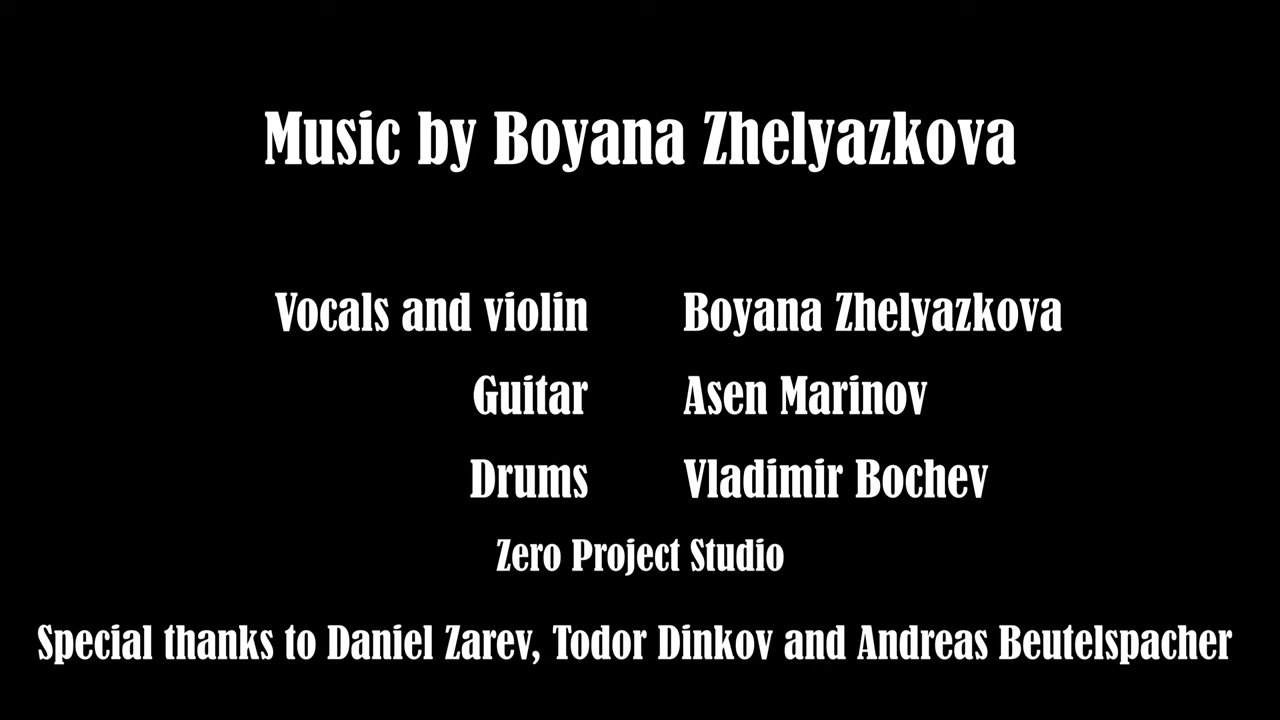 Music by Boyana Zhelyazkova
Vocals and violin Boyana Zhelyazkova
Guitar Asen Marinov
Drums Vladimir Bochev
Zero Project Studio
Special thanks to Daniel Zarev, Todor Dinkov and Andreas Beutelspacher